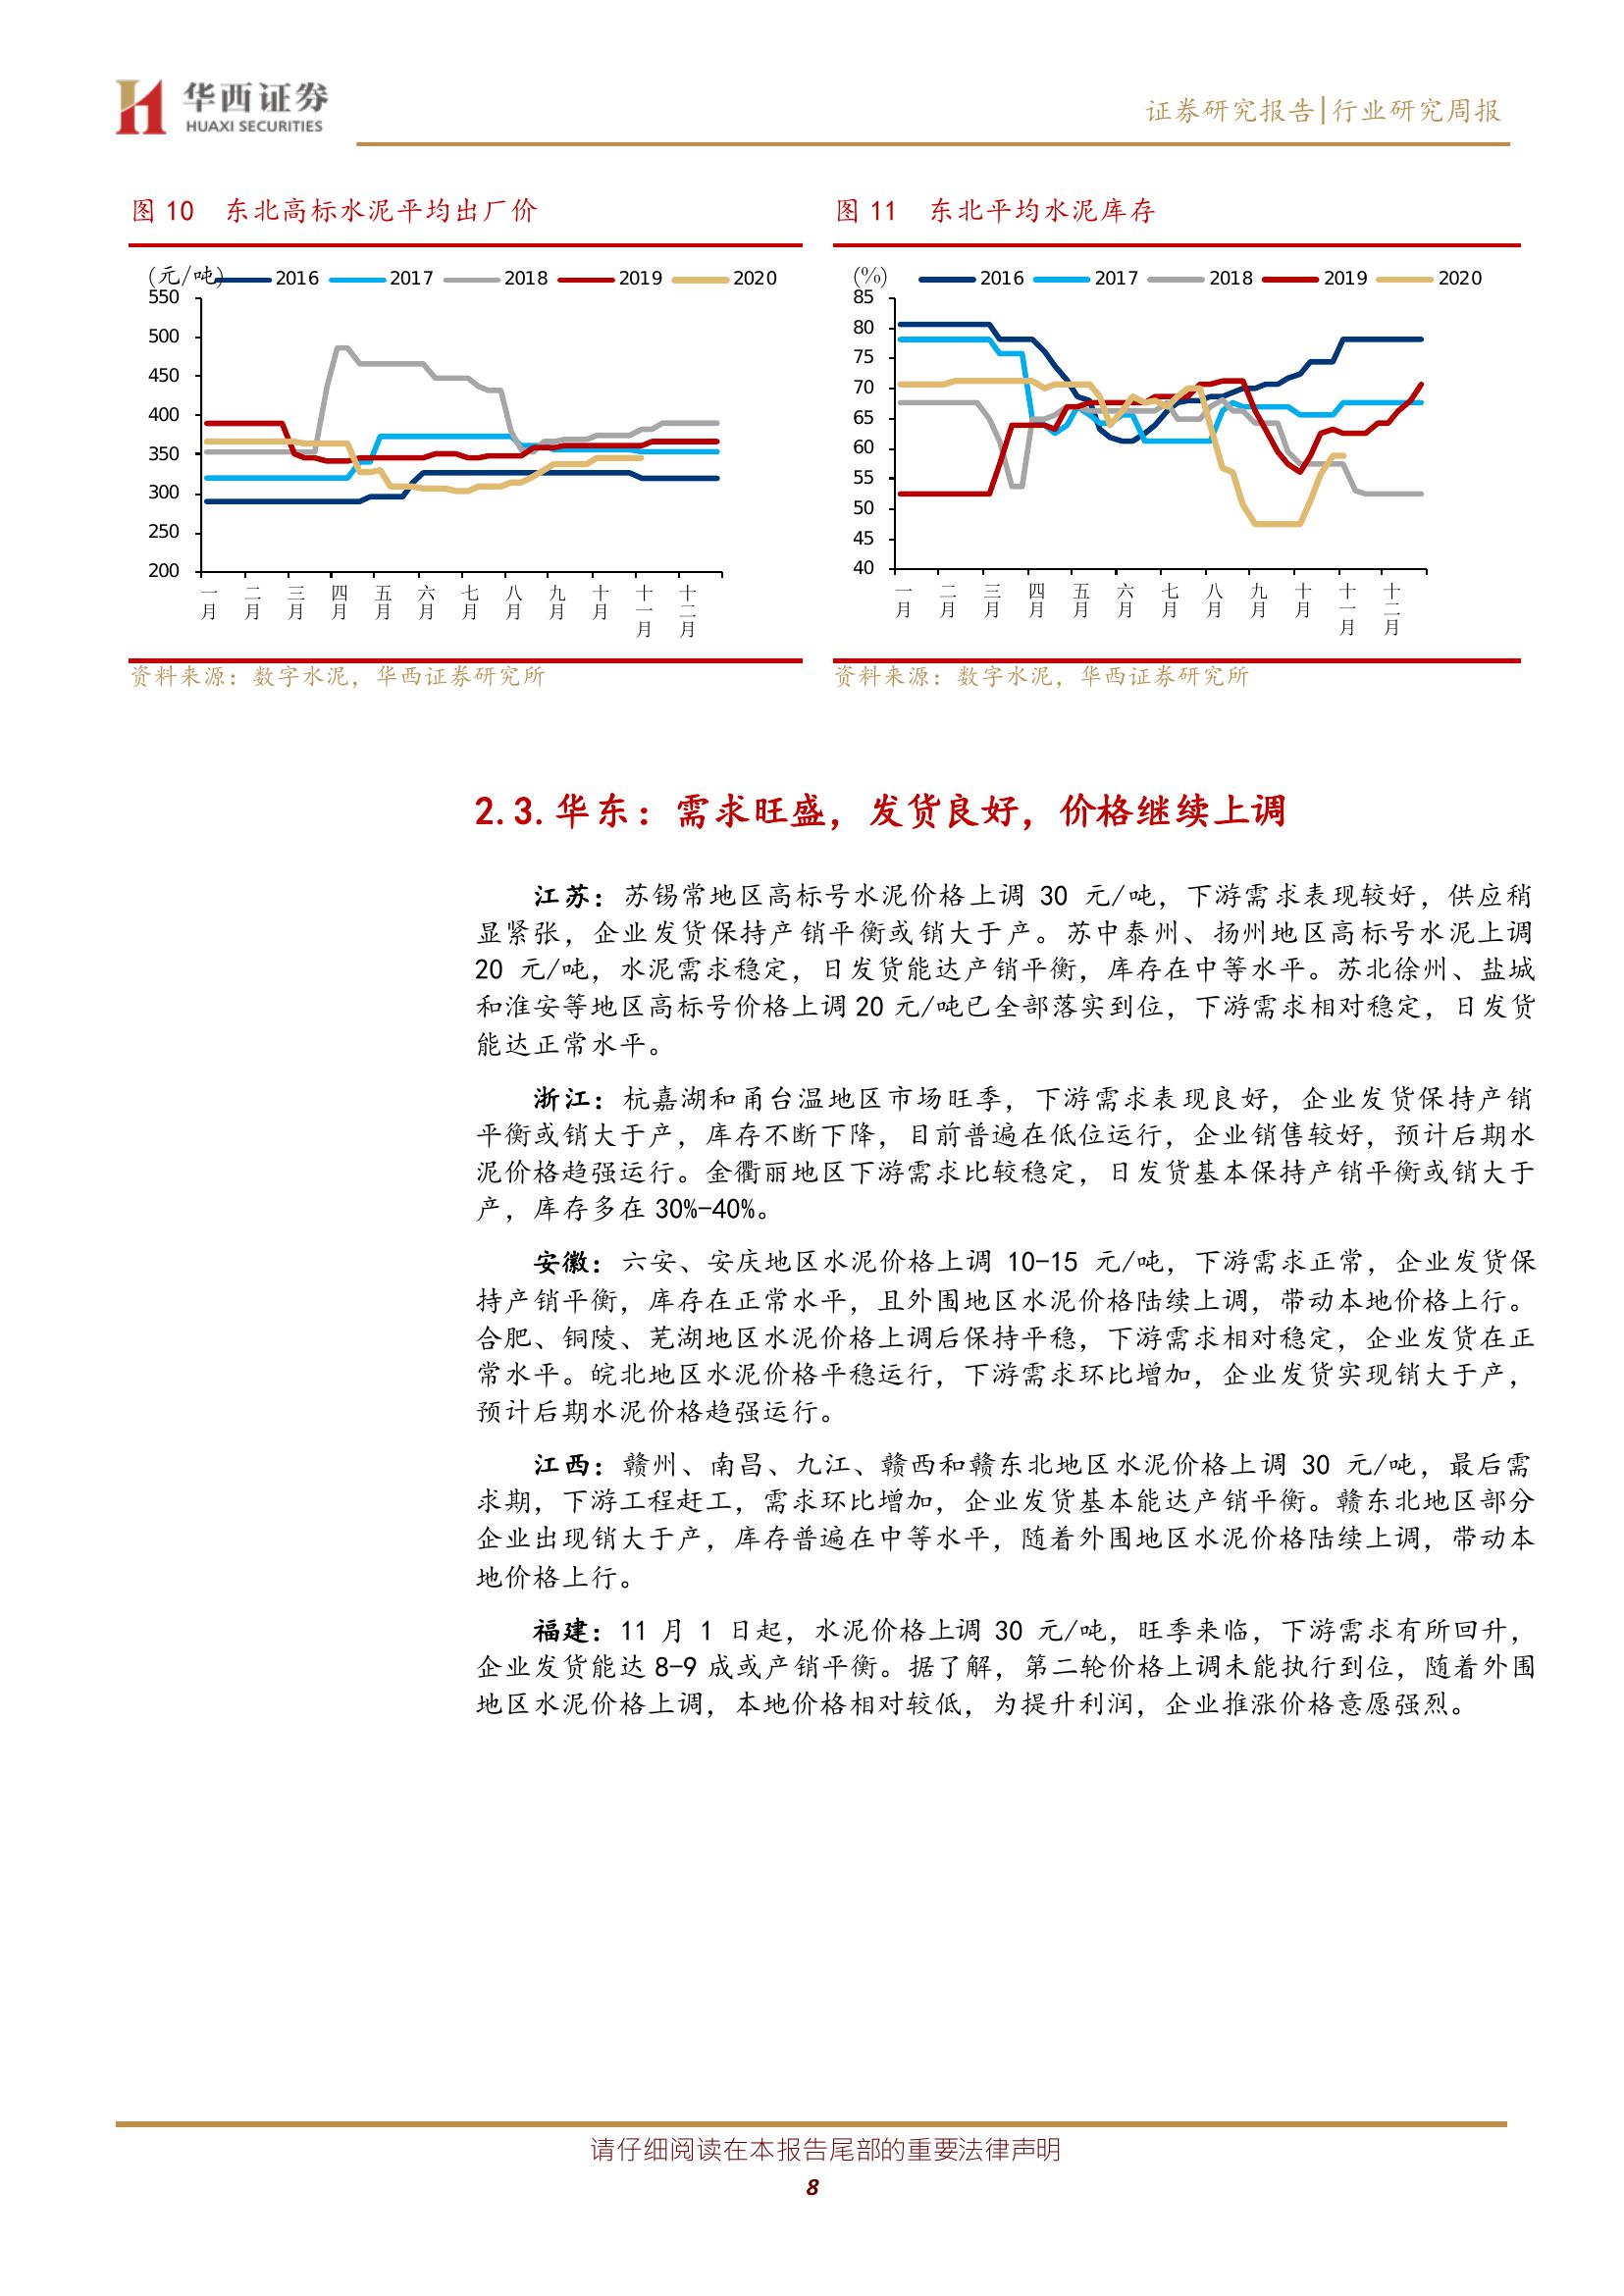 华西证券
HUAXI SECURITIES
证券研究报告|行业研究周报
图 10 东北高标水泥平均出厂价
(元/吨) 2016 2017 2018 2019 2020
550
500
450
400
350
300
250
200
一月 二月 三月 四月 五月 六月 七月 八月 九月 十月 十一月 十二月
资料来源：数字水泥，华西证券研究所
图 11 东北平均水泥库存
(%) 2016 2017 2018 2019 2020
85
80
75
70
65
60
55
50
45
40
一月 二月 三月 四月 五月 六月 七月 八月 九月 十月 十一月 十二月
资料来源：数字水泥，华西证券研究所
2.3.华东：需求旺盛，发货良好，价格继续上调
江苏：苏锡常地区高标号水泥价格上调 30 元/吨，下游需求表现较好，供应稍
显紧张，企业发货保持产销平衡或销大于产。苏中泰州、扬州地区高标号水泥上调
20 元/吨，水泥需求稳定，日发货能达产销平衡，库存在中等水平。苏北徐州、盐城
和淮安等地区高标号价格上调 20 元/吨已全部落实到位，下游需求相对稳定，日发货
能达正常水平。
浙江：杭嘉湖和甬台温地区市场旺季，下游需求表现良好，企业发货保持产销
平衡或销大于产，库存不断下降，目前普遍在低位运行，企业销售较好，预计后期水
泥价格趋强运行。金衢丽地区下游需求比较稳定，日发货基本保持产销平衡或销大于
产，库存多在 30%-40%。
安徽：六安、安庆地区水泥价格上调 10-15 元/吨，下游需求正常，企业发货保
持产销平衡，库存在正常水平，且外围地区水泥价格陆续上调，带动本地价格上行。
合肥、铜陵、芜湖地区水泥价格上调后保持平稳，下游需求相对稳定，企业发货在正
常水平。皖北地区水泥价格平稳运行，下游需求环比增加，企业发货实现销大于产，
预计后期水泥价格趋强运行。
江西：赣州、南昌、九江、赣西和赣东北地区水泥价格上调 30 元/吨，最后需
求期，下游工程赶工，需求环比增加，企业发货基本能达产销平衡。赣东北地区部分
企业出现销大于产，库存普遍在中等水平，随着外围地区水泥价格陆续上调，带动本
地价格上行。
福建：11 月 1 日起，水泥价格上调 30 元/吨，旺季来临，下游需求有所回升，
企业发货能达 8-9 成或产销平衡。据了解，第二轮价格上调未能执行到位，随着外围
地区水泥价格上调，本地价格相对较低，为提升利润，企业推涨价格意愿强烈。
请仔细阅读在本报告尾部的重要法律声明
8